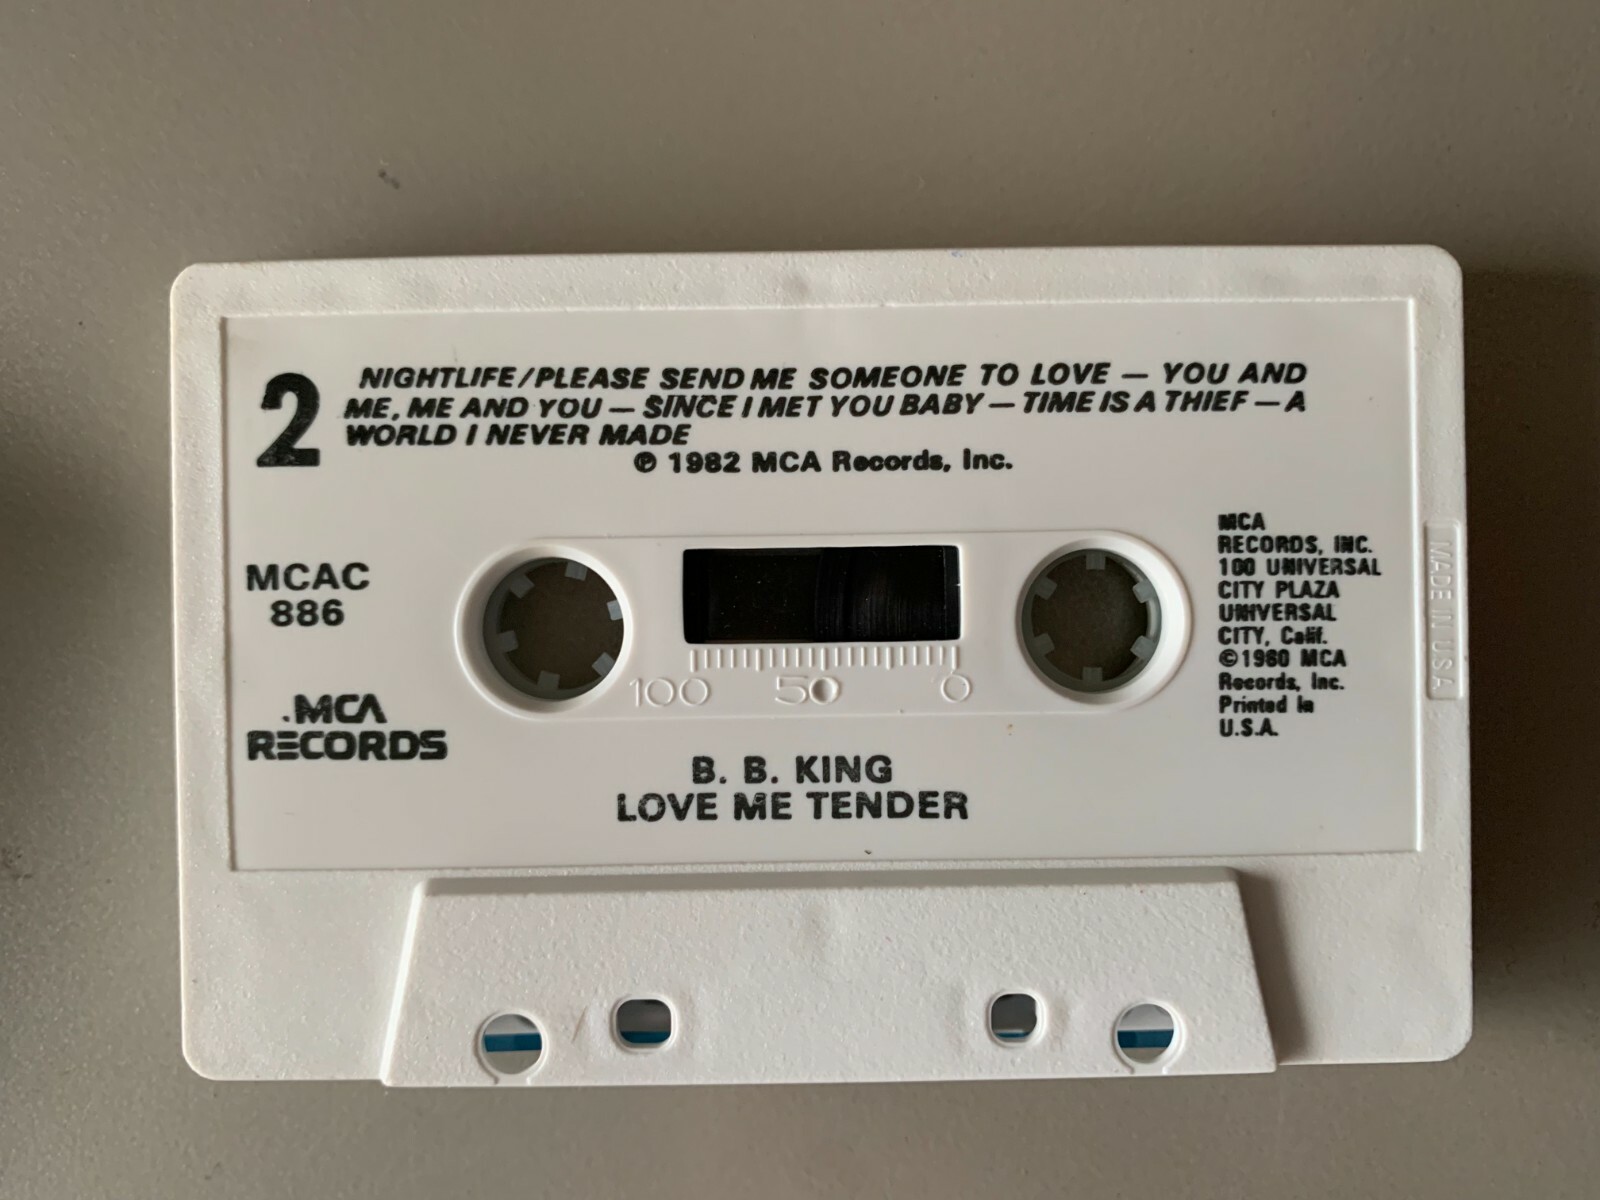 2
NIGHTLIFE/PLEASE SEND ME SOMEONE TO LOVE — YOU AND
ME, ME AND YOU — SINCE I MET YOU BABY — TIME IS A THIEF — A
WORLD I NEVER MADE
℗ 1982 MCA Records, Inc.
MCAC
886
MCA
RECORDS
100 50 0
MCA
RECORDS, INC.
100 UNIVERSAL
CITY PLAZA
UNIVERSAL
CITY, Calif.
©1980 MCA
Records, Inc.
Printed in
U.S.A.
MADE IN USA
B. B. KING
LOVE ME TENDER